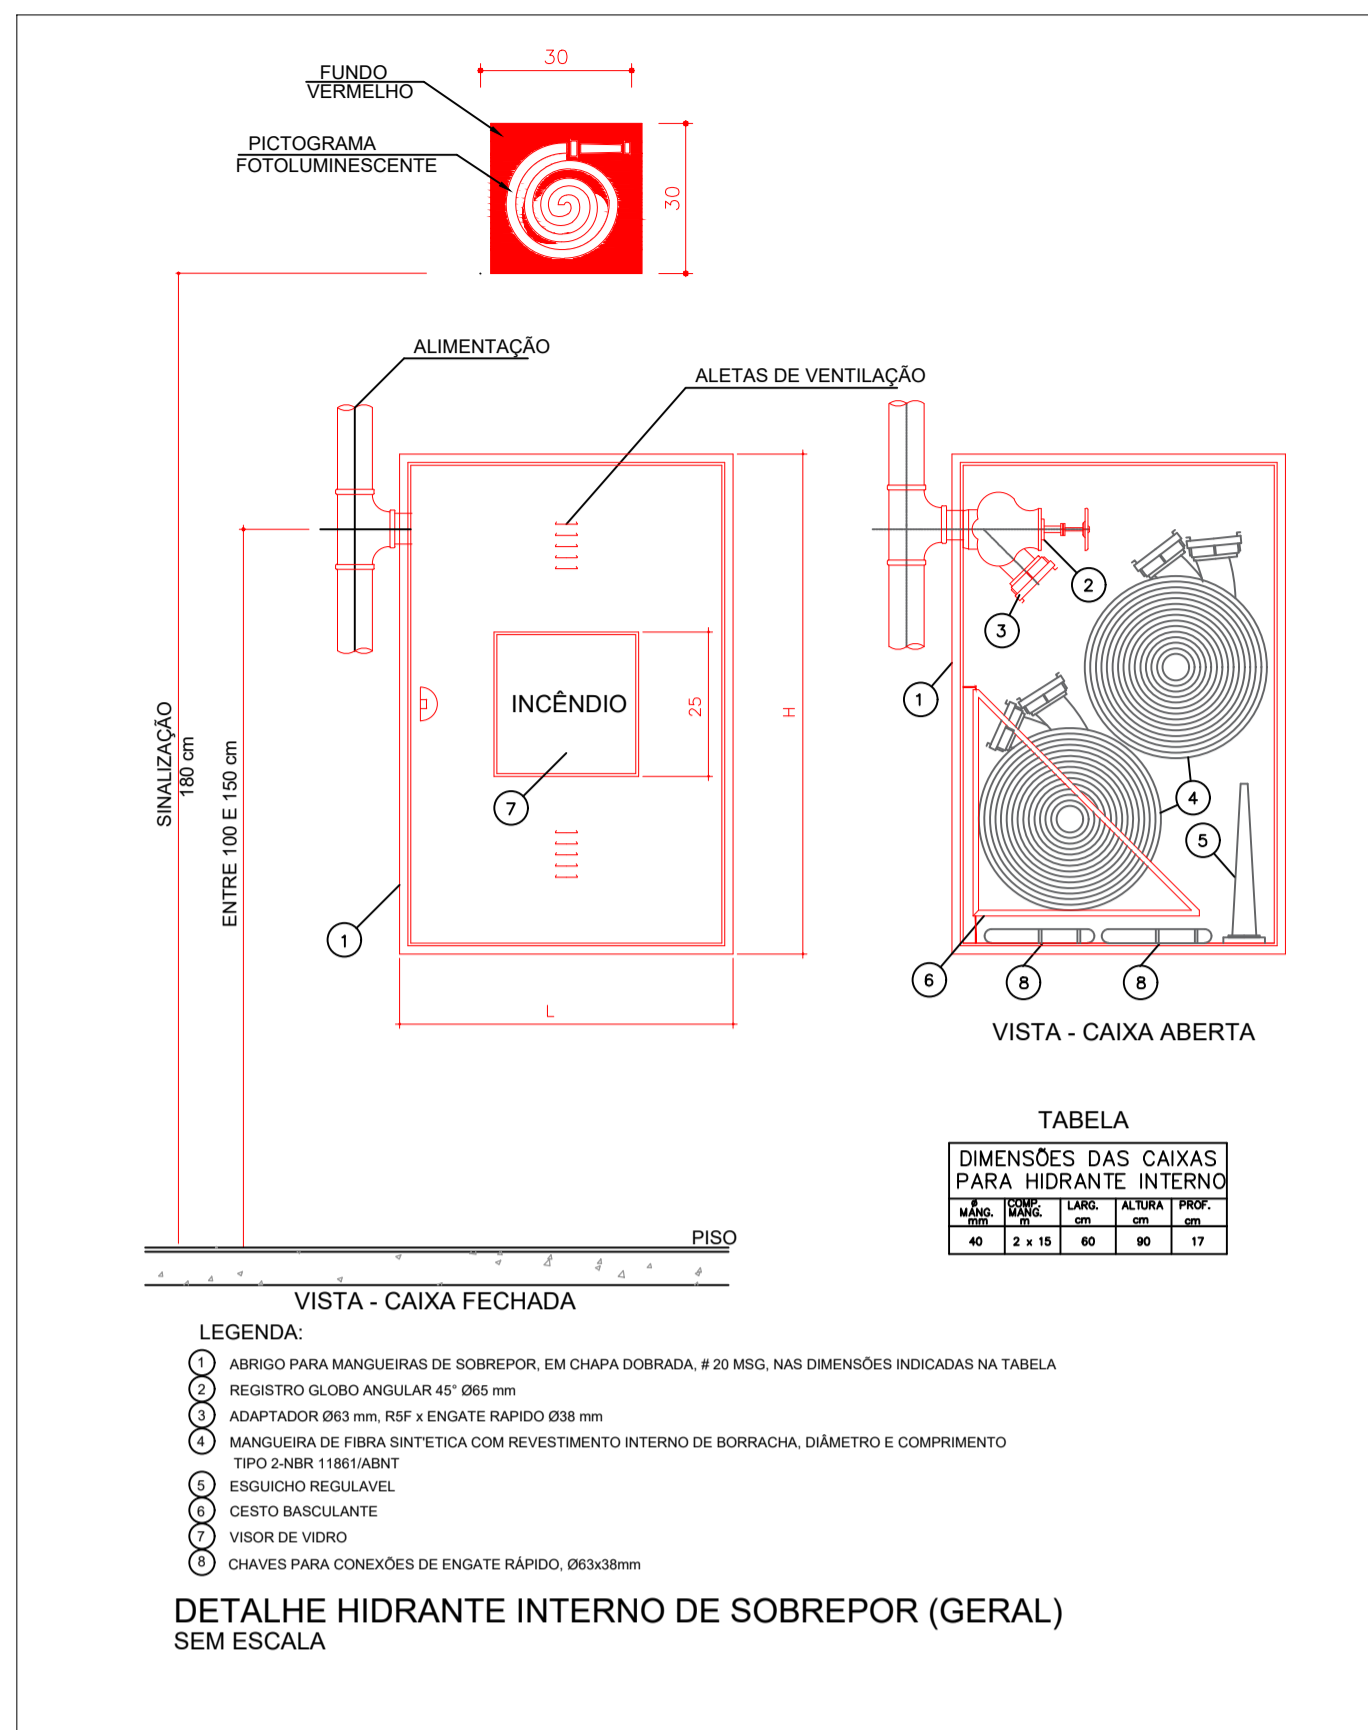 30
FUNDO
VERMELHO
PICTOGRAMA
FOTOLUMINESCENTE
30
ALIMENTAÇÃO
ALETAS DE VENTILAÇÃO
SINALIZAÇÃO
180 cm
ENTRE 100 E 150 cm
INCÊNDIO
25
H
7
1
L
2
3
1
4
5
6
8
8
VISTA - CAIXA ABERTA
TABELA
DIMENSÕES DAS CAIXAS
PARA HIDRANTE INTERNO
Ø MANG. mm COMP. MANG. m LARG. cm ALTURA cm PROF. cm
40 2 x 15 60 90 17
PISO
VISTA - CAIXA FECHADA
LEGENDA:
1 ABRIGO PARA MANGUEIRAS DE SOBREPOR, EM CHAPA DOBRADA, # 20 MSG, NAS DIMENSÕES INDICADAS NA TABELA
2 REGISTRO GLOBO ANGULAR 45° Ø65 mm
3 ADAPTADOR Ø63 mm, R5F x ENGATE RAPIDO Ø38 mm
4 MANGUEIRA DE FIBRA SINT'ETICA COM REVESTIMENTO INTERNO DE BORRACHA, DIÂMETRO E COMPRIMENTO
TIPO 2-NBR 11861/ABNT
5 ESGUICHO REGULAVEL
6 CESTO BASCULANTE
7 VISOR DE VIDRO
8 CHAVES PARA CONEXÕES DE ENGATE RÁPIDO, Ø63x38mm
DETALHE HIDRANTE INTERNO DE SOBREPOR (GERAL)
SEM ESCALA